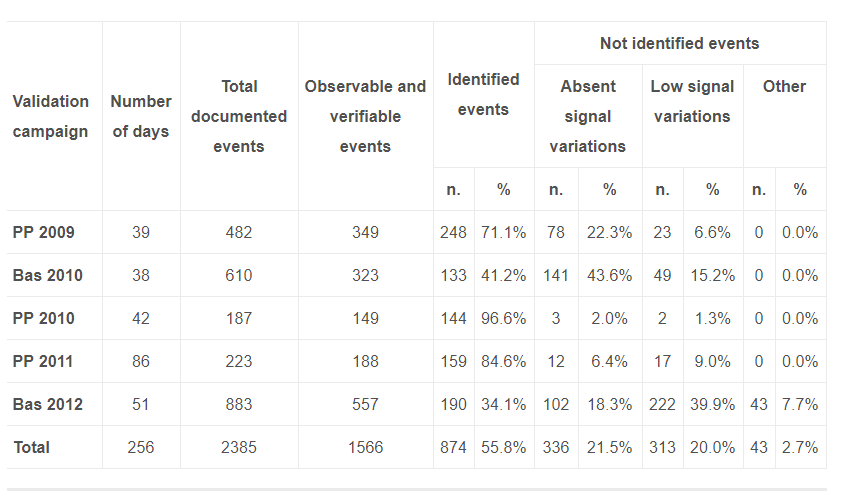 Not identified events
Validation campaign Number of days Total documented events Observable and verifiable events Identified events Absent signal variations Low signal variations Other
n. % n. % n. % n. %
PP 2009 39 482 349 248 71.1% 78 22.3% 23 6.6% 0 0.0%
Bas 2010 38 610 323 133 41.2% 141 43.6% 49 15.2% 0 0.0%
PP 2010 42 187 149 144 96.6% 3 2.0% 2 1.3% 0 0.0%
PP 2011 86 223 188 159 84.6% 12 6.4% 17 9.0% 0 0.0%
Bas 2012 51 883 557 190 34.1% 102 18.3% 222 39.9% 43 7.7%
Total 256 2385 1566 874 55.8% 336 21.5% 313 20.0% 43 2.7%